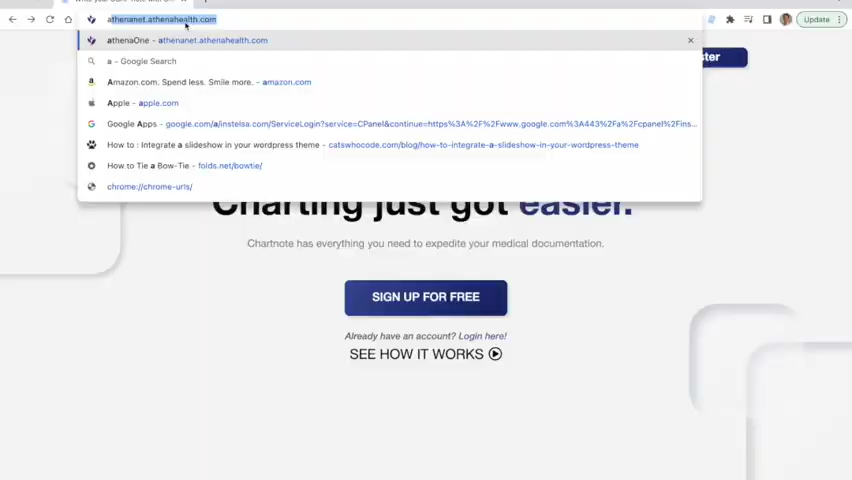 athenanet.athenahealth.com
Update
athenaOne - athenanet.athenahealth.com
a - Google Search
Amazon.com. Spend less. Smile more. - amazon.com
Apple - apple.com
Google Apps - google.com/a/instelsa.com/ServiceLogin?service=CPanel&continue=https%3A%2F%2Fwww.google.com%3A443%2Fa%2Fcpanel%2Fins...
How to : Integrate a slideshow in your wordpress theme - catswhocode.com/blog/how-to-integrate-a-slideshow-in-your-wordpress-theme
How to Tie a Bow-Tie - folds.net/bowtie/
chrome://chrome-urls/
Charting just got easier.
Chartnote has everything you need to expedite your medical documentation.
SIGN UP FOR FREE
Already have an account? Login here!
SEE HOW IT WORKS